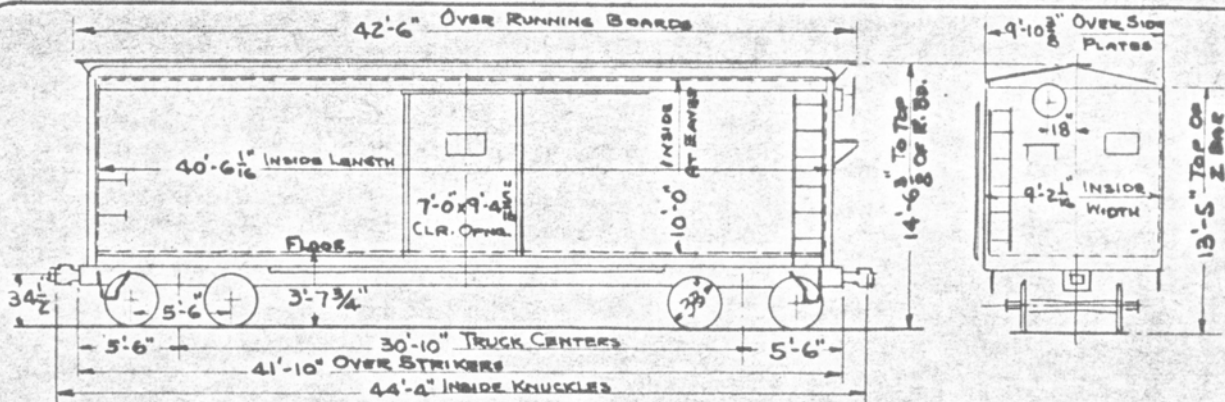 42'-6" OVER RUNNING BOARDS
9'-10 3/8" OVER SIDE
PLATES
40'-6 1/16" INSIDE LENGTH
7'-0"x9'-4
CLR. OPNG.
10'-0" INSIDE
AT EAVES
14'-6 3/8" TO TOP
OF R. BD.
18"
9'-2 1/16" INSIDE
WIDTH
13'-5" TOP OF
Z BAR
FLOOR
34 1/2"
5'-6"
3'-7 3/4"
33"
5'-6"
30'-10" TRUCK CENTERS
5'-6"
41'-10" OVER STRIKERS
44'-4" INSIDE KNUCKLES